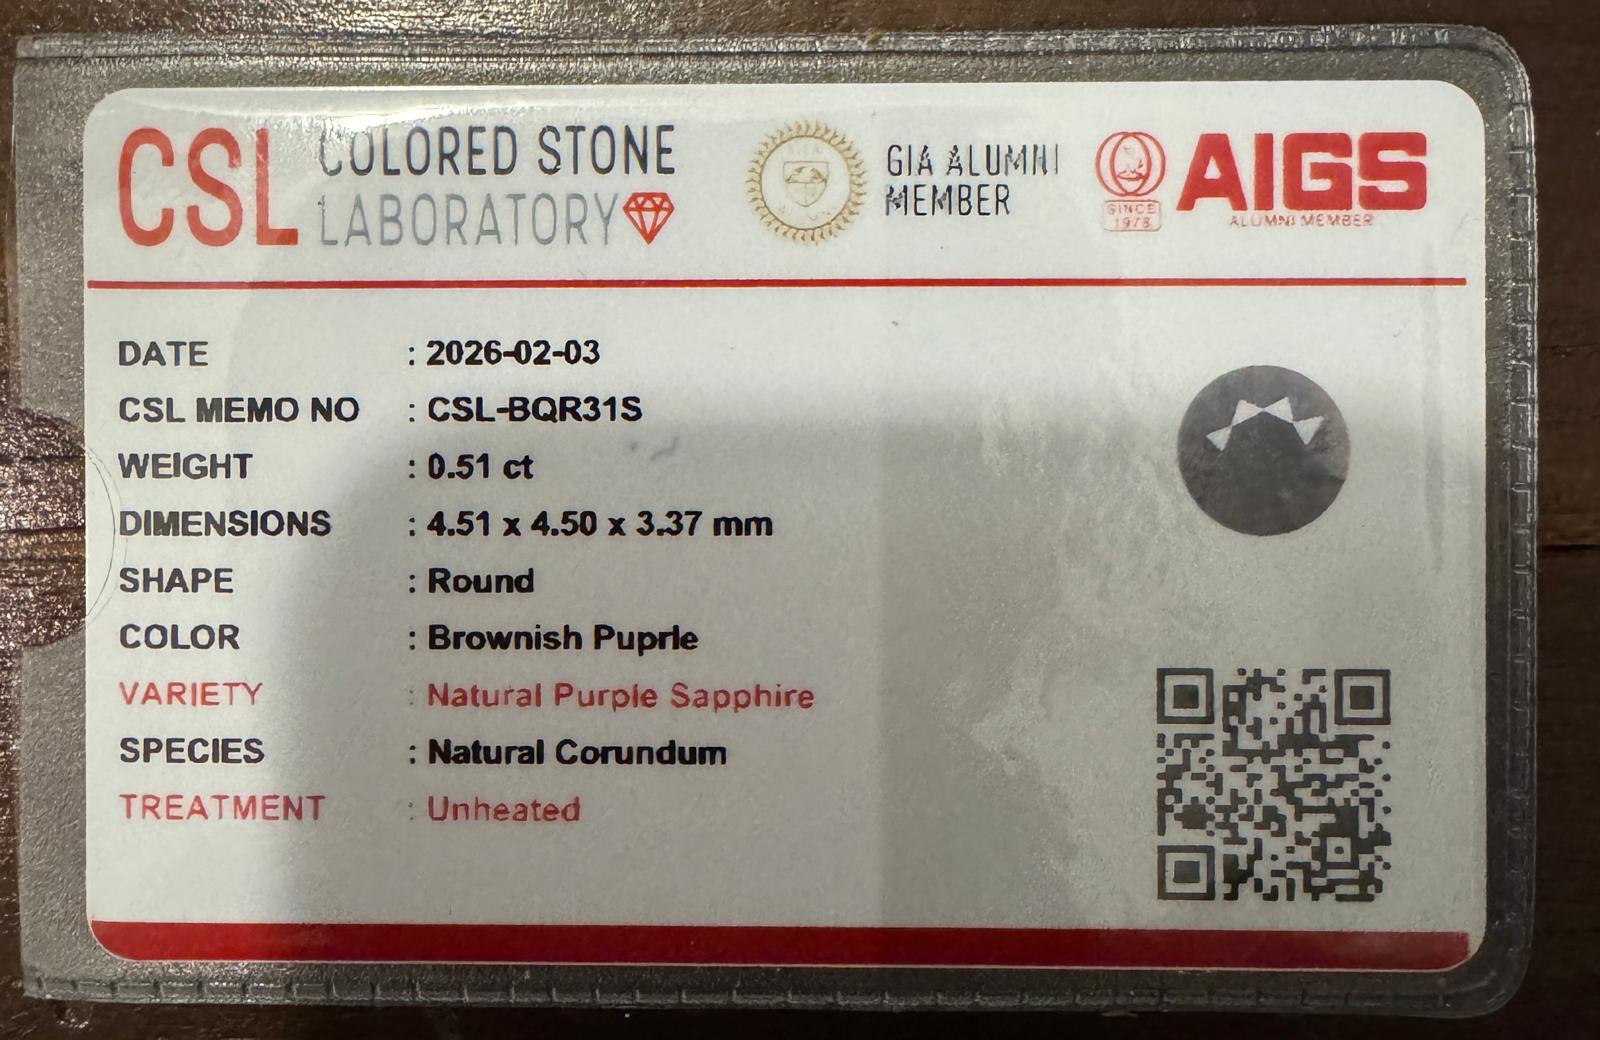 CSL COLORED STONE LABORATORY
GIA ALUMNI MEMBER
AIGS
SINCE 1978
ALUMNI MEMBER
DATE : 2026-02-03
CSL MEMO NO : CSL-BQR31S
WEIGHT : 0.51 ct
DIMENSIONS : 4.51 x 4.50 x 3.37 mm
SHAPE : Round
COLOR : Brownish Puprle
VARIETY : Natural Purple Sapphire
SPECIES : Natural Corundum
TREATMENT : Unheated